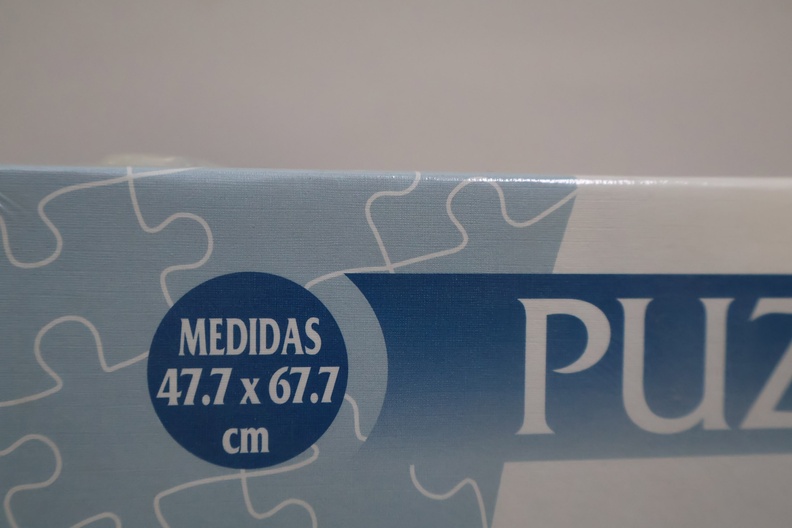 MEDIDAS
47.7 x 67.7
cm
PUZ